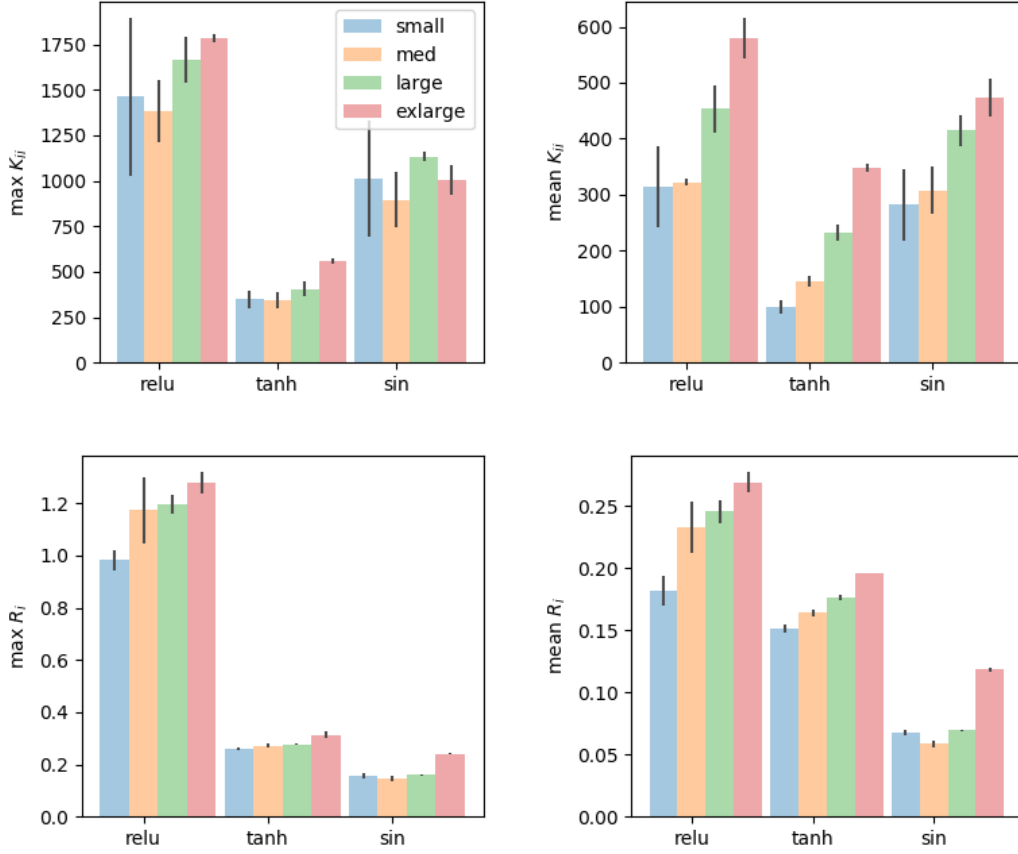 max K_ii
1750
1500
1250
1000
750
500
250
0
relu
tanh
sin
small
med
large
exlarge
mean K_ii
600
500
400
300
200
100
0
relu
tanh
sin
max R_i
1.2
1.0
0.8
0.6
0.4
0.2
0.0
relu
tanh
sin
mean R_i
0.25
0.20
0.15
0.10
0.05
0.00
relu
tanh
sin